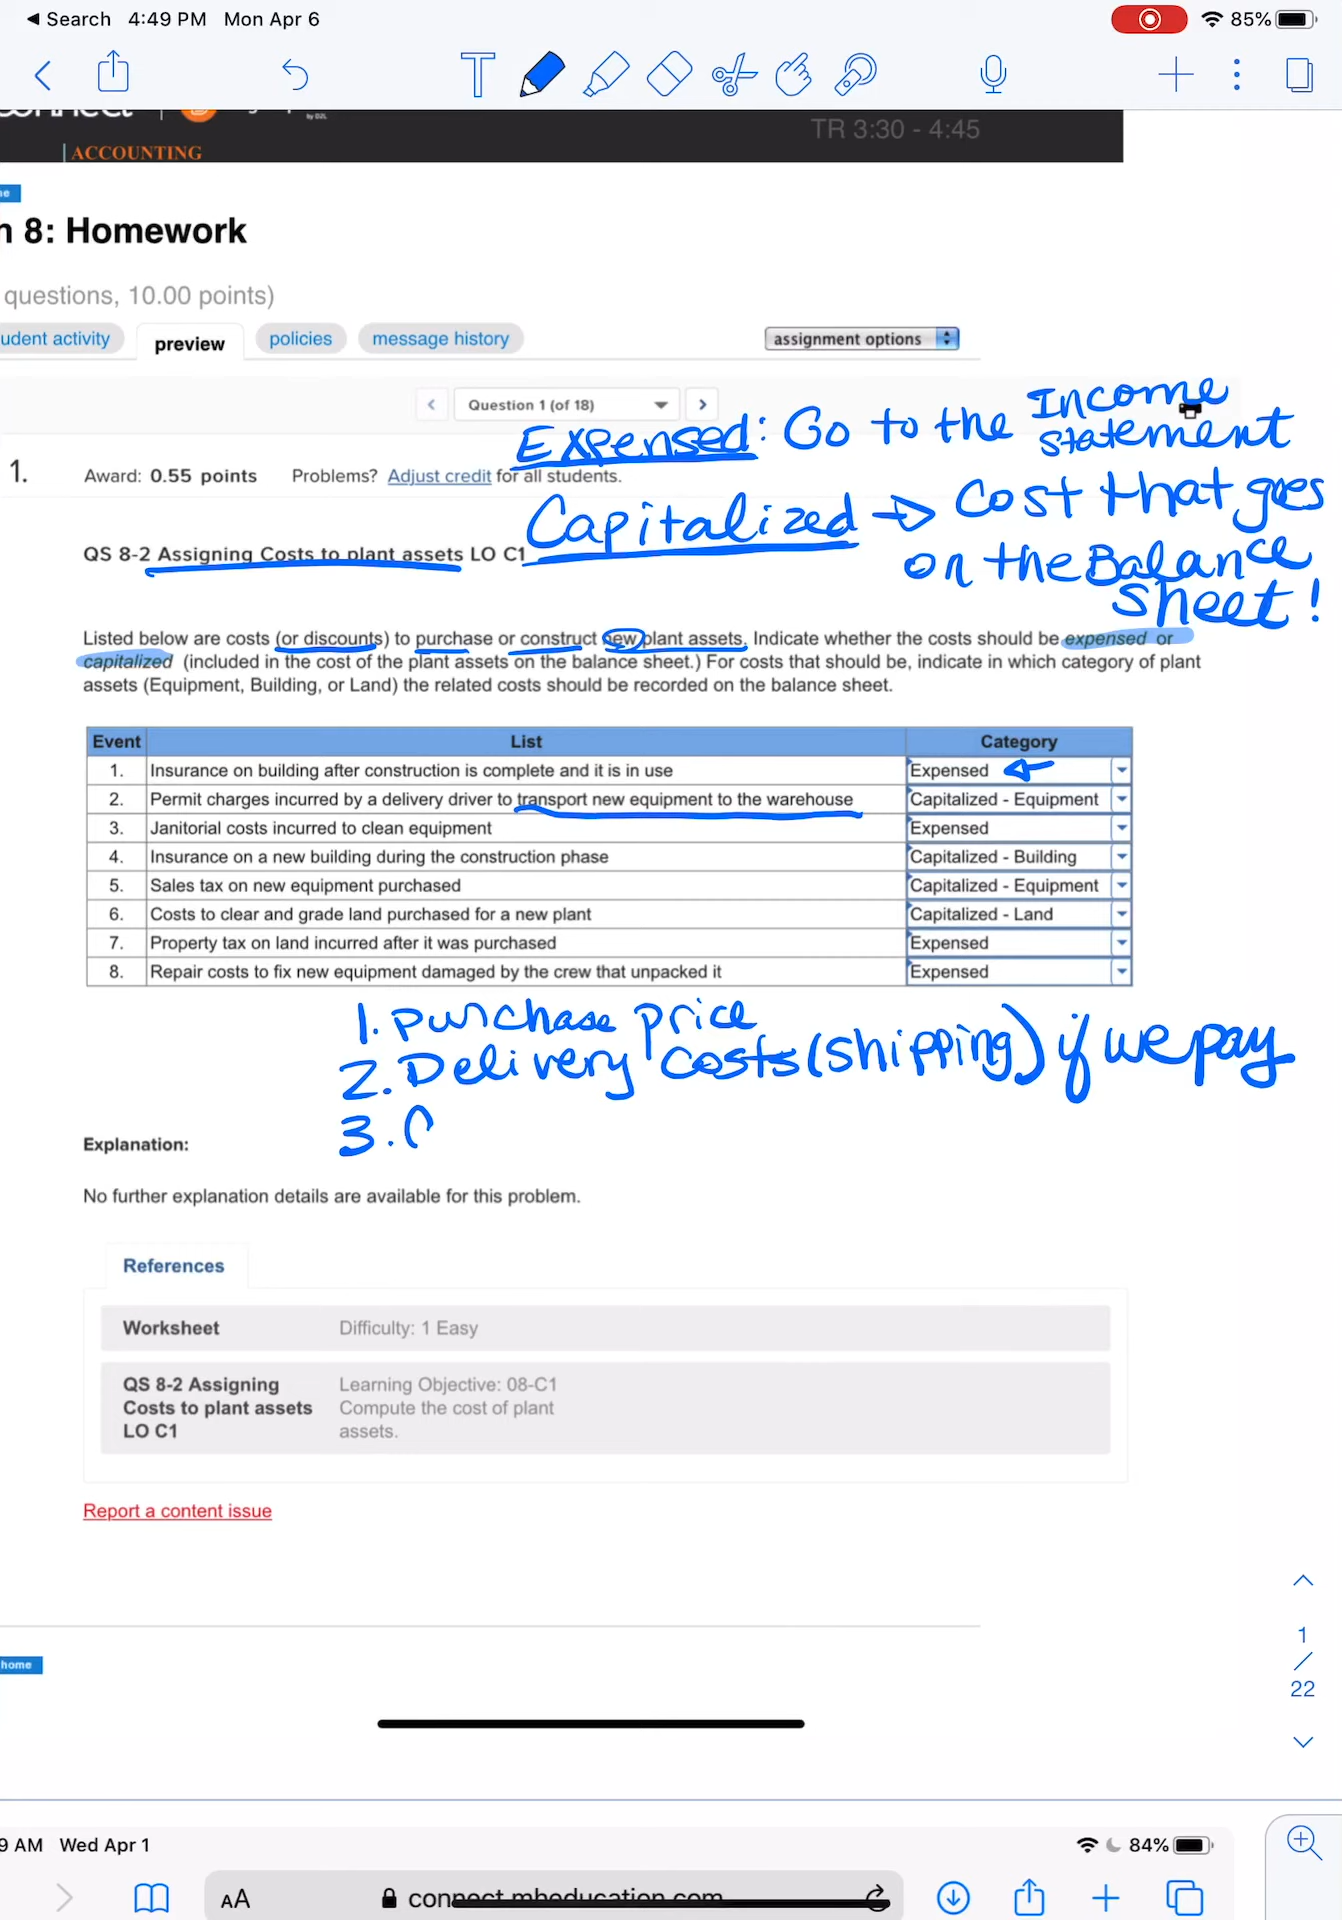 Search 4:49 PM Mon Apr 6 85%
TR 3:30 - 4:45
ACCOUNTING
8: Homework
questions, 10.00 points)
udent activity preview policies message history assignment options
Question 1 (of 18)
Expensed: Go to the Income Statement
1. Award: 0.55 points Problems? Adjust credit for all students.
Capitalized → Cost that goes on the Balance Sheet!
QS 8-2 Assigning Costs to plant assets LO C1
Listed below are costs (or discounts) to purchase or construct new plant assets. Indicate whether the costs should be expensed or
capitalized (included in the cost of the plant assets on the balance sheet.) For costs that should be, indicate in which category of plant
assets (Equipment, Building, or Land) the related costs should be recorded on the balance sheet.
Event List Category
1. Insurance on building after construction is complete and it is in use Expensed
2. Permit charges incurred by a delivery driver to transport new equipment to the warehouse Capitalized - Equipment
3. Janitorial costs incurred to clean equipment Expensed
4. Insurance on a new building during the construction phase Capitalized - Building
5. Sales tax on new equipment purchased Capitalized - Equipment
6. Costs to clear and grade land purchased for a new plant Capitalized - Land
7. Property tax on land incurred after it was purchased Expensed
8. Repair costs to fix new equipment damaged by the crew that unpacked it Expensed
1. Purchase price
2. Delivery costs (shipping) if we pay
3. (
Explanation:
No further explanation details are available for this problem.
References
Worksheet Difficulty: 1 Easy
QS 8-2 Assigning Learning Objective: 08-C1
Costs to plant assets Compute the cost of plant
LO C1 assets.
Report a content issue
1
/
22
home
9 AM Wed Apr 1 84%
AA connect.mheducation.com